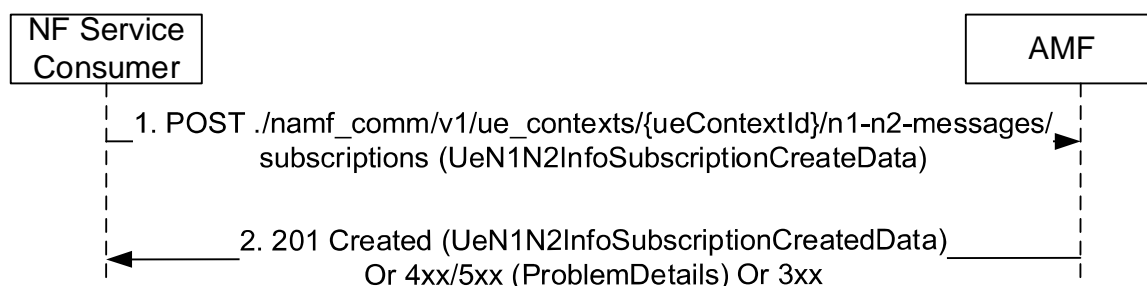 NF Service
Consumer
AMF
1. POST ./namf_comm/v1/ue_contexts/{ueContextId}/n1-n2-messages/
subscriptions (UeN1N2InfoSubscriptionCreateData)
2. 201 Created (UeN1N2InfoSubscriptionCreatedData)
Or 4xx/5xx (ProblemDetails) Or 3xx